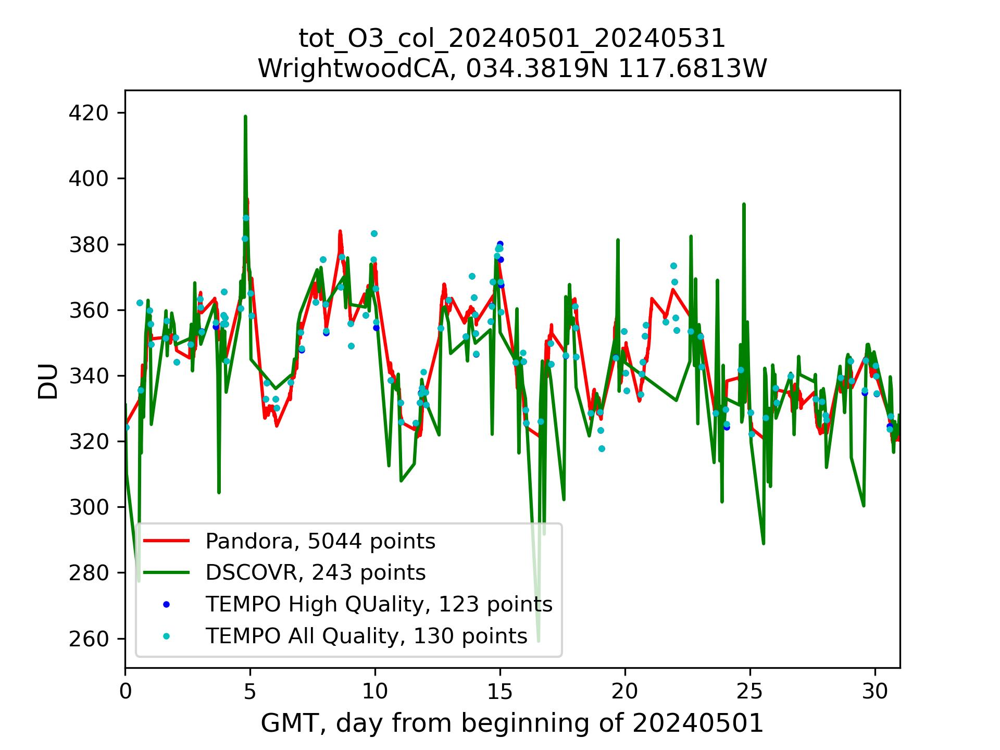 tot_O3_col_20240501_20240531
WrightwoodCA, 034.3819N 117.6813W
DU
420
400
380
360
340
320
300
280
260
Pandora, 5044 points
DSCOVR, 243 points
TEMPO High QUality, 123 points
TEMPO All Quality, 130 points
0 5 10 15 20 25 30
GMT, day from beginning of 20240501